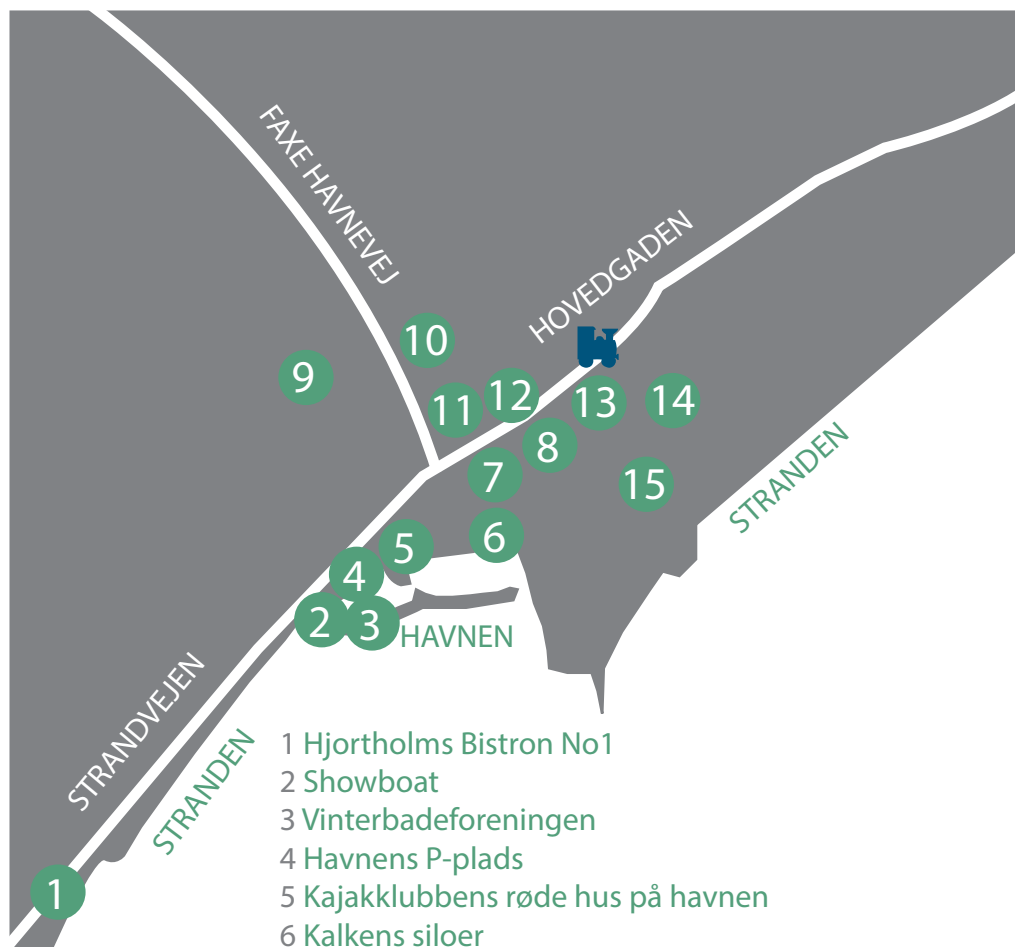 FAXE HAVNEVEJ
HOVEDGADEN
10
9
12
11
13
14
8
7
15
STRANDEN
6
5
4
2
3
HAVNEN
STRANDVEJEN
STRANDEN
1
1 Hjortholms Bistron No1
2 Showboat
3 Vinterbadeforeningen
4 Havnens P-plads
5 Kajakklubbens røde hus på havnen
6 Kalkens siloer